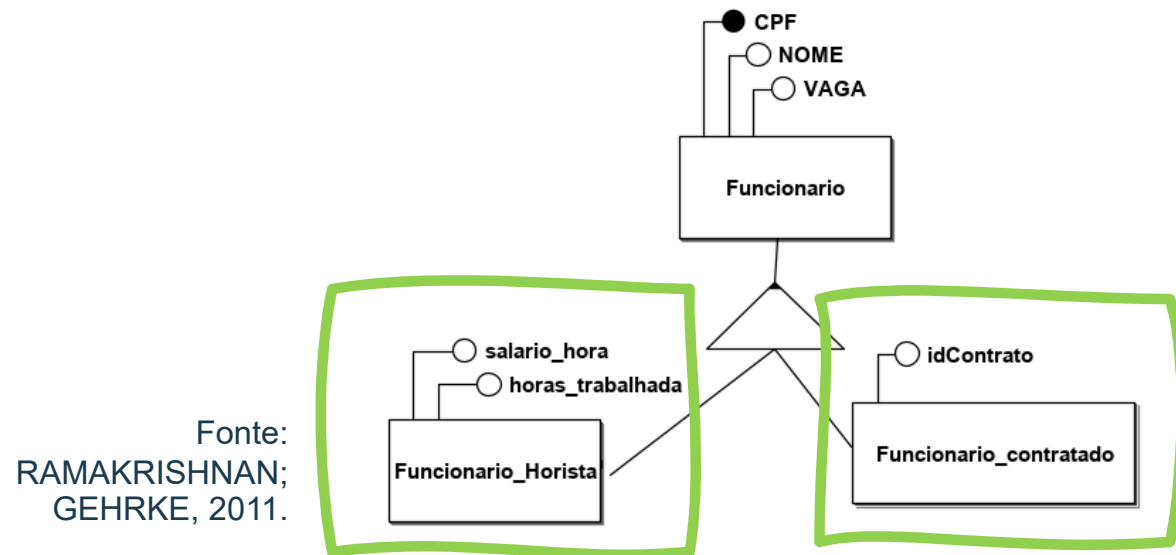 CPF
NOME
VAGA
Funcionario
salario_hora
horas_trabalhada
Funcionario_Horista
idContrato
Funcionario_contratado
Fonte:
RAMAKRISHNAN;
GEHRKE, 2011.